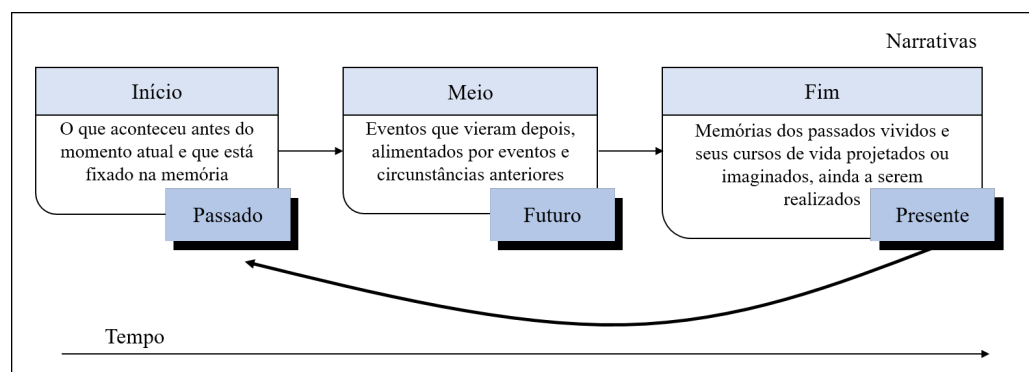 Narrativas
Início
O que aconteceu antes do
momento atual e que está
fixado na memória
Passado
Meio
Eventos que vieram depois,
alimentados por eventos e
circunstâncias anteriores
Futuro
Fim
Memórias dos passados vividos e
seus cursos de vida projetados ou
imaginados, ainda a serem
realizados
Presente
Tempo